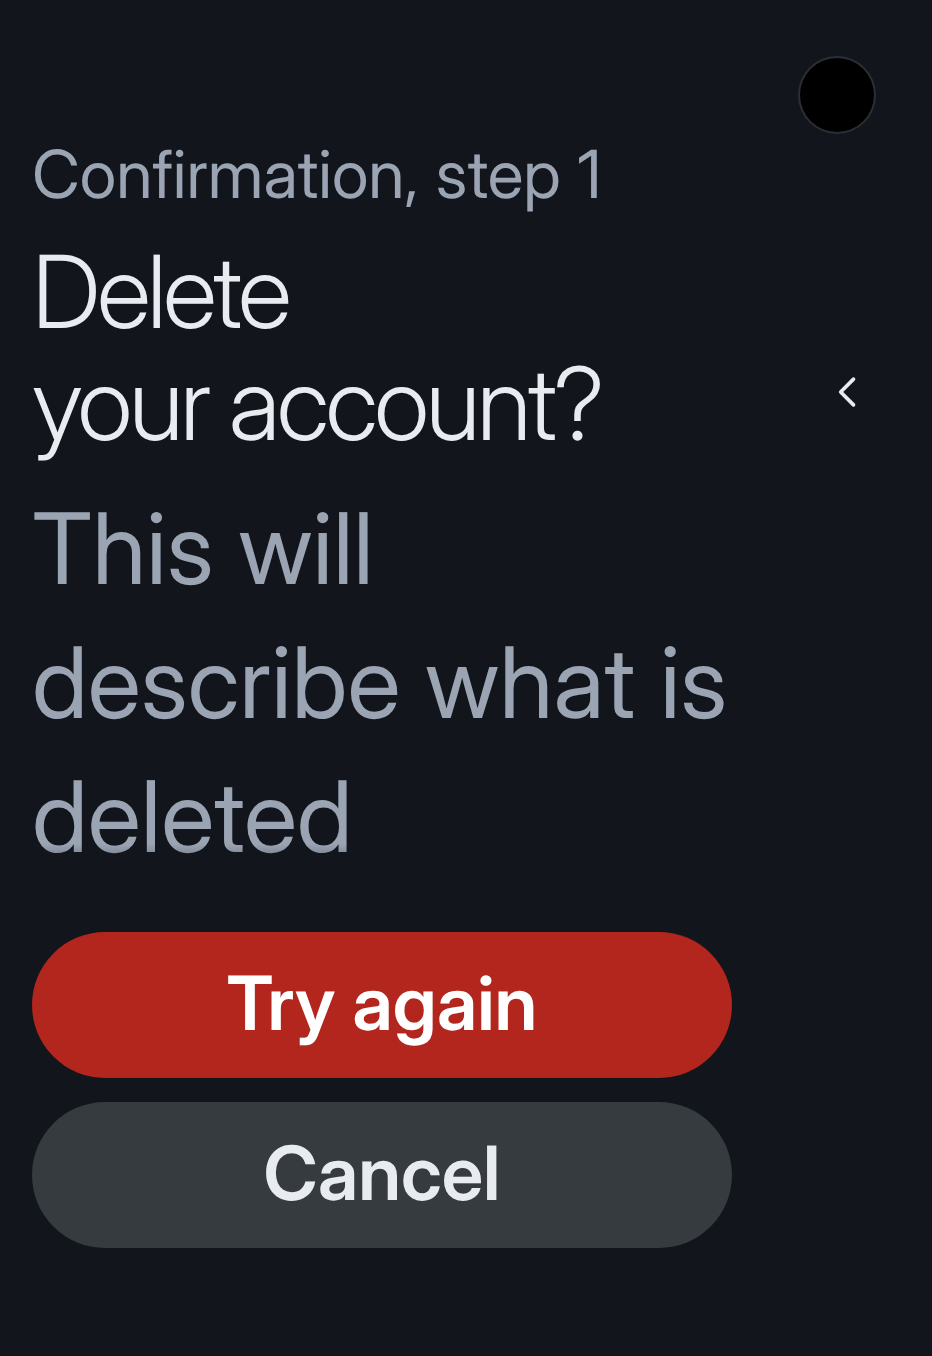 Confirmation, step 1
Delete
your account?
This will
describe what is
deleted
Try again
Cancel